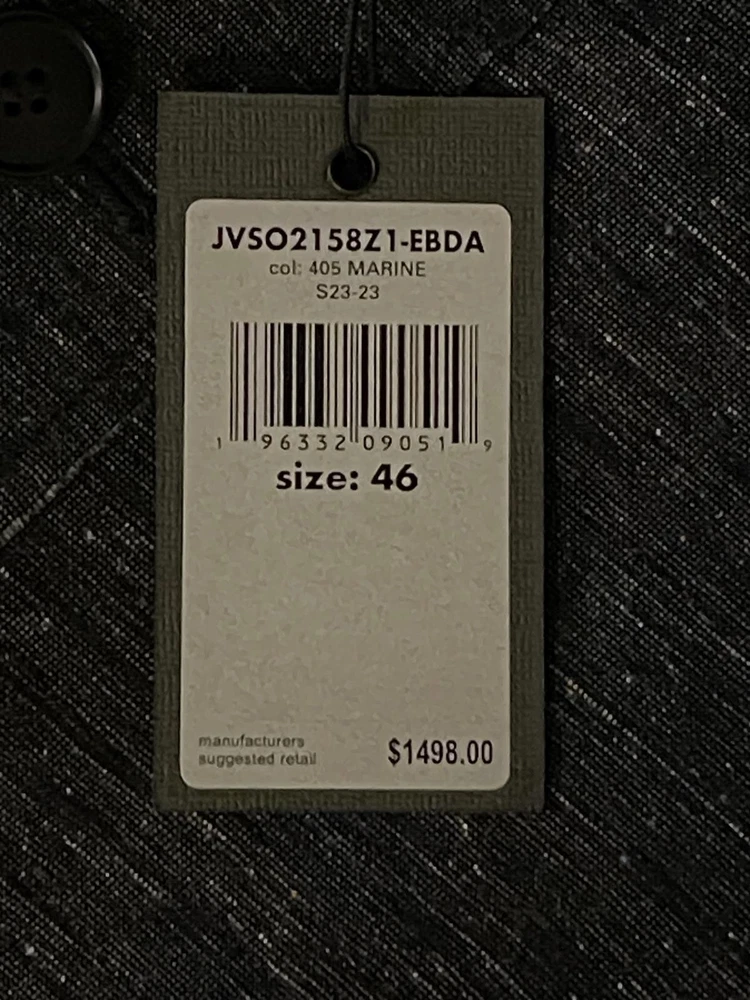 JVSO2158Z1-EBDA
col: 405 MARINE
S23-23
1 96332 09051 9
size: 46
manufacturers
suggested retail
$1498.00